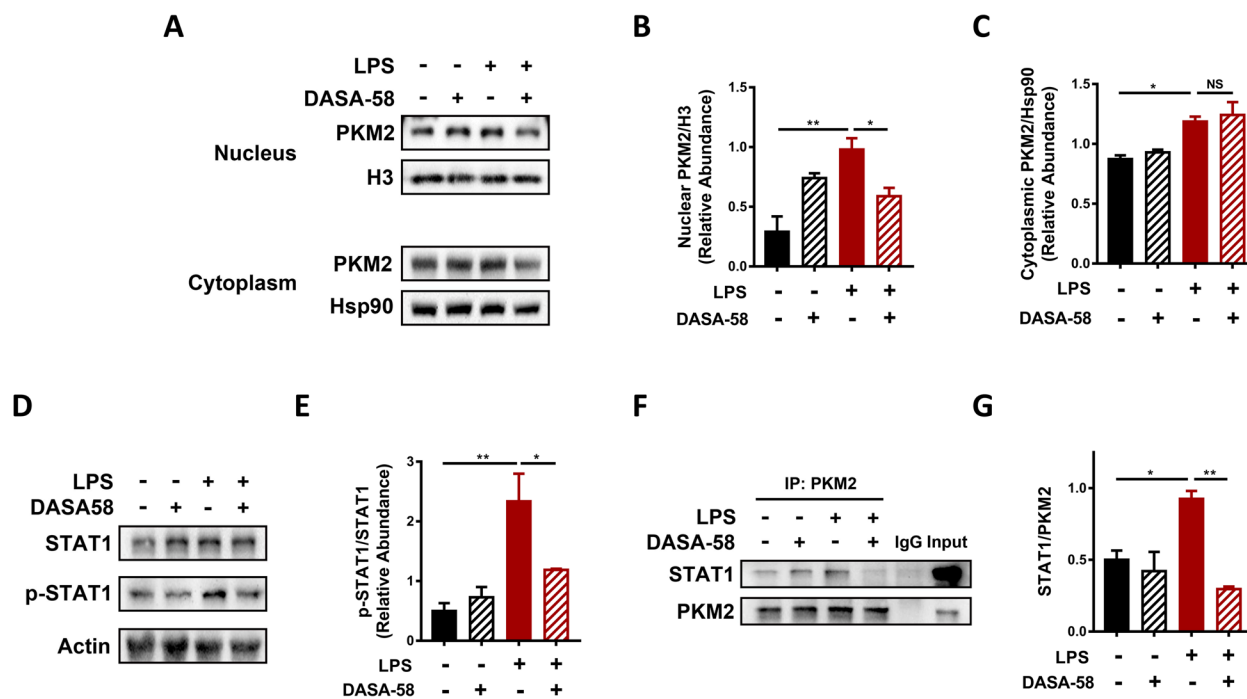 A
LPS - - + +
DASA-58 - + - +
Nucleus
PKM2
H3
Cytoplasm
PKM2
Hsp90
B
Nuclear PKM2/H3
(Relative Abundance)
1.5
1.0
0.5
0.0
** *
LPS - - + +
DASA-58 - + - +
C
Cytoplasmic PKM2/Hsp90
(Relative Abundance)
1.5
1.0
0.5
0.0
* NS
LPS - - + +
DASA-58 - + - +
D
LPS - - + +
DASA58 - + - +
STAT1
p-STAT1
Actin
E
p-STAT1/STAT1
(Relative Abundance)
3
2
1
0
** *
LPS - - + +
DASA-58 - + - +
F
IP: PKM2
LPS - - + +
DASA-58 - + - + IgG Input
STAT1
PKM2
G
STAT1/PKM2
1.0
0.5
0.0
* **
LPS - - + +
DASA-58 - + - +